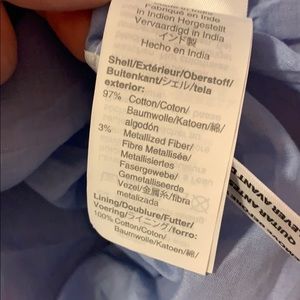 Fabriqué en Inde
In Indien Hergestellt
Vervaardigd in India
インド製
Hecho en India
Shell/Extérieur/Oberstoff/
Buitenkant/シェル/tela
exterior:
97% Cotton/Coton/
Baumwolle/Katoen/綿/
algodón
3% Metallized Fiber/
Fibre Métallisée/
Metallisiertes
Fasergewebe/
Gemetalliseerde
Vezel/金属糸/fibra
metalizada
Lining/Doublure/Futter/
Voering/ライニング/forro:
100% Cotton/Coton/
Baumwolle/Katoen/綿/